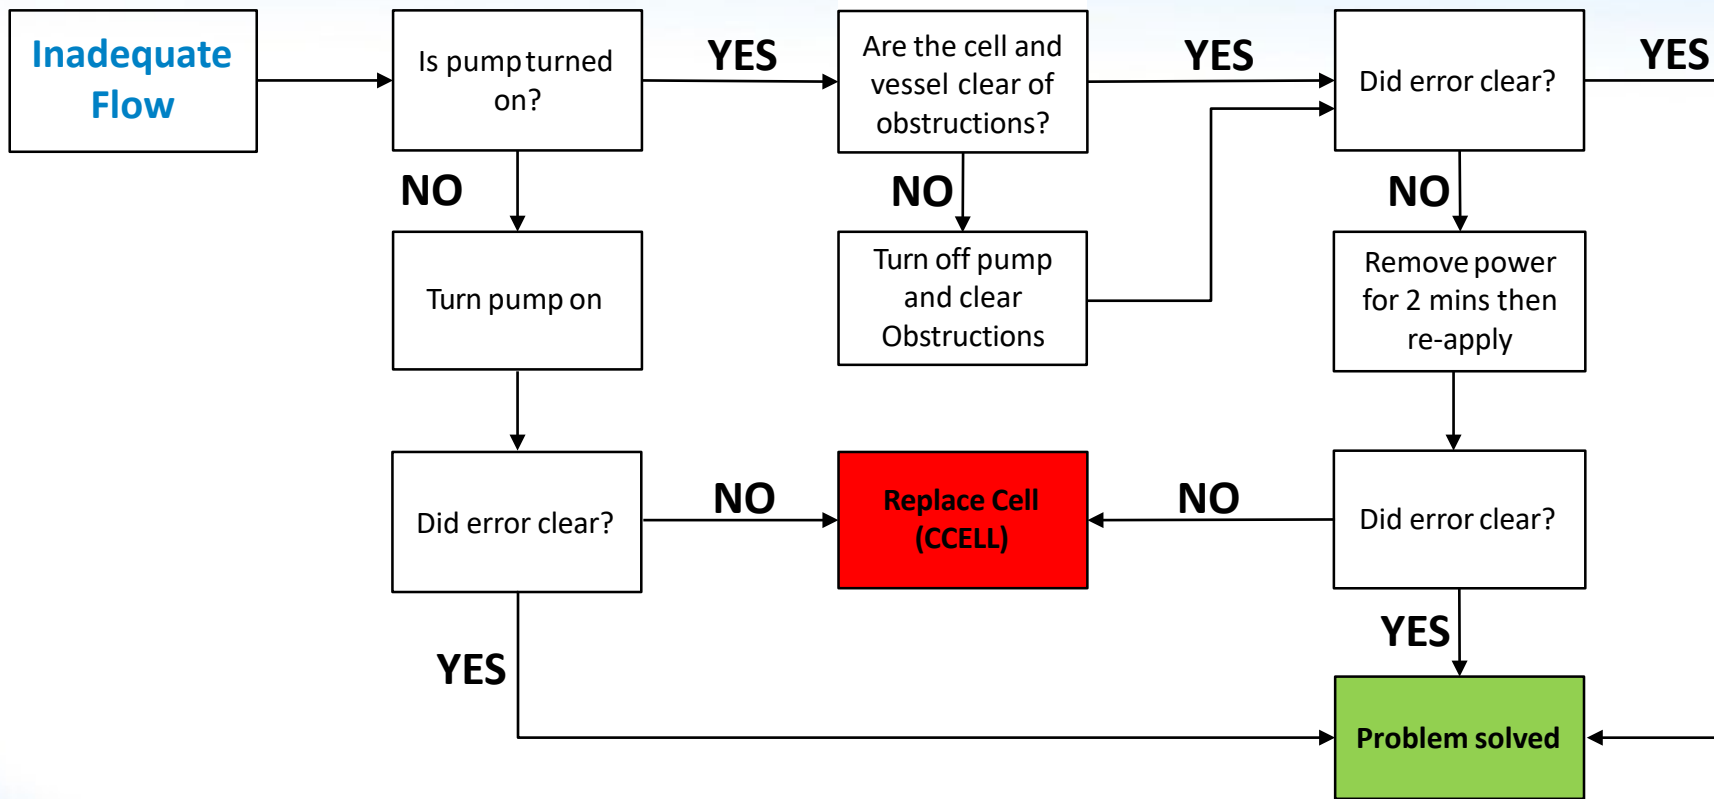 Inadequate
Flow
Is pump turned
on?
YES
Are the cell and
vessel clear of
obstructions?
YES
Did error clear?
YES
NO
NO
NO
Turn pump on
Turn off pump
and clear
Obstructions
Remove power
for 2 mins then
re-apply
Did error clear?
NO
Replace Cell
(CCELL)
NO
Did error clear?
YES
YES
Problem solved